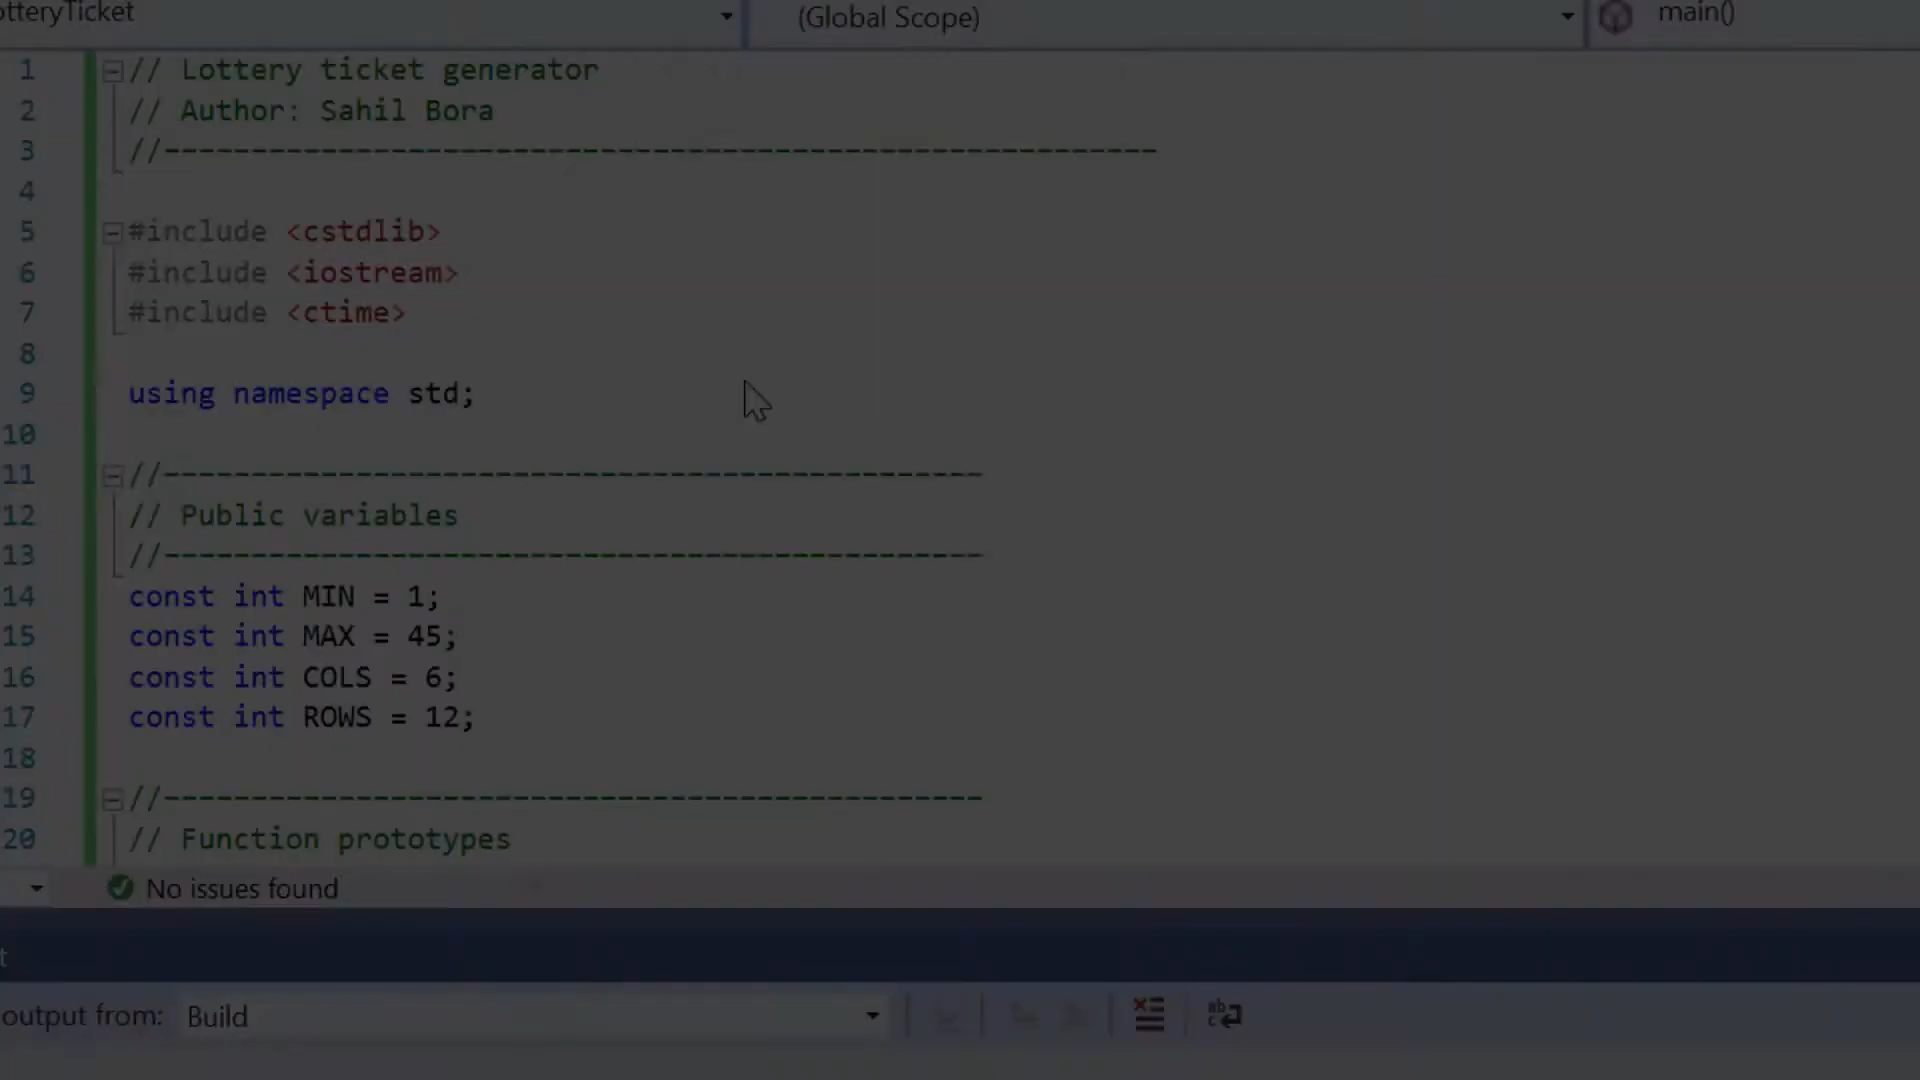 otteryTicket (Global Scope) main()
1 // Lottery ticket generator
2 // Author: Sahil Bora
3 //---------------------------------------------------------
4
5 #include <cstdlib>
6 #include <iostream>
7 #include <ctime>
8
9 using namespace std;
10
11 //-----------------------------------------------
12 // Public variables
13 //-----------------------------------------------
14 const int MIN = 1;
15 const int MAX = 45;
16 const int COLS = 6;
17 const int ROWS = 12;
18
19 //-----------------------------------------------
20 // Function prototypes
No issues found
t
output from: Build